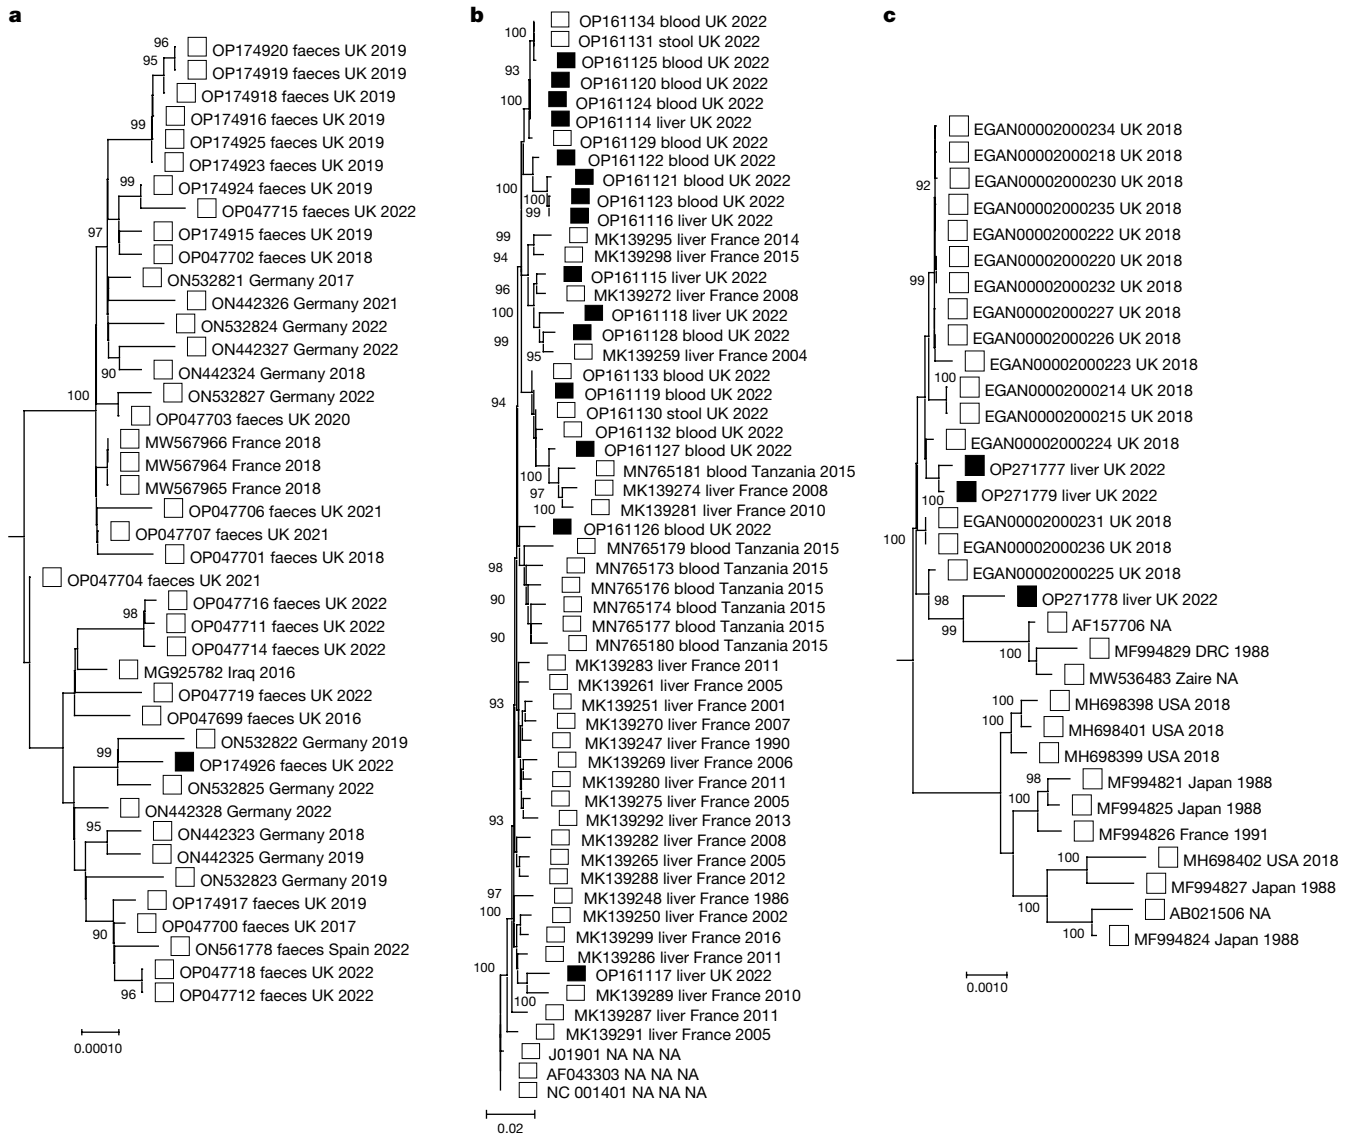 a
96
OP174920 faeces UK 2019
95
OP174919 faeces UK 2019
OP174918 faeces UK 2019
99
OP174916 faeces UK 2019
OP174925 faeces UK 2019
OP174923 faeces UK 2019
99
OP174924 faeces UK 2019
OP047715 faeces UK 2022
97
OP174915 faeces UK 2019
OP047702 faeces UK 2018
ON532821 Germany 2017
ON442326 Germany 2021
ON532824 Germany 2022
ON442327 Germany 2022
90
ON442324 Germany 2018
100
ON532827 Germany 2022
OP047703 faeces UK 2020
MW567966 France 2018
MW567964 France 2018
MW567965 France 2018
OP047706 faeces UK 2021
OP047707 faeces UK 2021
OP047701 faeces UK 2018
OP047704 faeces UK 2021
98
OP047716 faeces UK 2022
OP047711 faeces UK 2022
OP047714 faeces UK 2022
MG925782 Iraq 2016
OP047719 faeces UK 2022
OP047699 faeces UK 2016
ON532822 Germany 2019
99
OP174926 faeces UK 2022
ON532825 Germany 2022
ON442328 Germany 2022
95
ON442323 Germany 2018
ON442325 Germany 2019
ON532823 Germany 2019
OP174917 faeces UK 2019
OP047700 faeces UK 2017
90
ON561778 faeces Spain 2022
OP047718 faeces UK 2022
96
OP047712 faeces UK 2022
0.00010
b
OP161134 blood UK 2022
100
OP161131 stool UK 2022
OP161125 blood UK 2022
93
OP161120 blood UK 2022
100
OP161124 blood UK 2022
OP161114 liver UK 2022
OP161129 blood UK 2022
OP161122 blood UK 2022
OP161121 blood UK 2022
100
100
OP161123 blood UK 2022
99
OP161116 liver UK 2022
99
MK139295 liver France 2014
94
MK139298 liver France 2015
OP161115 liver UK 2022
96
MK139272 liver France 2008
100
OP161118 liver UK 2022
OP161128 blood UK 2022
99
95
MK139259 liver France 2004
OP161133 blood UK 2022
OP161119 blood UK 2022
94
OP161130 stool UK 2022
OP161132 blood UK 2022
OP161127 blood UK 2022
MN765181 blood Tanzania 2015
100
MK139274 liver France 2008
97
MK139281 liver France 2010
100
OP161126 blood UK 2022
MN765179 blood Tanzania 2015
98
MN765173 blood Tanzania 2015
MN765176 blood Tanzania 2015
90
MN765174 blood Tanzania 2015
MN765177 blood Tanzania 2015
90
MN765180 blood Tanzania 2015
MK139283 liver France 2011
MK139261 liver France 2005
93
MK139251 liver France 2001
MK139270 liver France 2007
MK139247 liver France 1990
MK139269 liver France 2006
MK139280 liver France 2011
MK139275 liver France 2005
93
MK139292 liver France 2013
MK139282 liver France 2008
MK139265 liver France 2005
MK139288 liver France 2012
97
MK139248 liver France 1986
100
MK139250 liver France 2002
MK139299 liver France 2016
MK139286 liver France 2011
100
OP161117 liver UK 2022
100
MK139289 liver France 2010
MK139287 liver France 2011
MK139291 liver France 2005
J01901 NA NA NA
AF043303 NA NA NA
NC 001401 NA NA NA
0.02
c
EGAN00002000234 UK 2018
EGAN00002000218 UK 2018
92
EGAN00002000230 UK 2018
EGAN00002000235 UK 2018
EGAN00002000222 UK 2018
EGAN00002000220 UK 2018
99
EGAN00002000232 UK 2018
EGAN00002000227 UK 2018
EGAN00002000226 UK 2018
EGAN00002000223 UK 2018
100
EGAN00002000214 UK 2018
EGAN00002000215 UK 2018
EGAN00002000224 UK 2018
OP271777 liver UK 2022
100
OP271779 liver UK 2022
EGAN00002000231 UK 2018
100
EGAN00002000236 UK 2018
EGAN00002000225 UK 2018
98
OP271778 liver UK 2022
99
AF157706 NA
100
MF994829 DRC 1988
MW536483 Zaire NA
100
MH698398 USA 2018
100
MH698401 USA 2018
MH698399 USA 2018
98
MF994821 Japan 1988
100
MF994825 Japan 1988
MF994826 France 1991
100
MH698402 USA 2018
MF994827 Japan 1988
100
AB021506 NA
100
MF994824 Japan 1988
0.0010